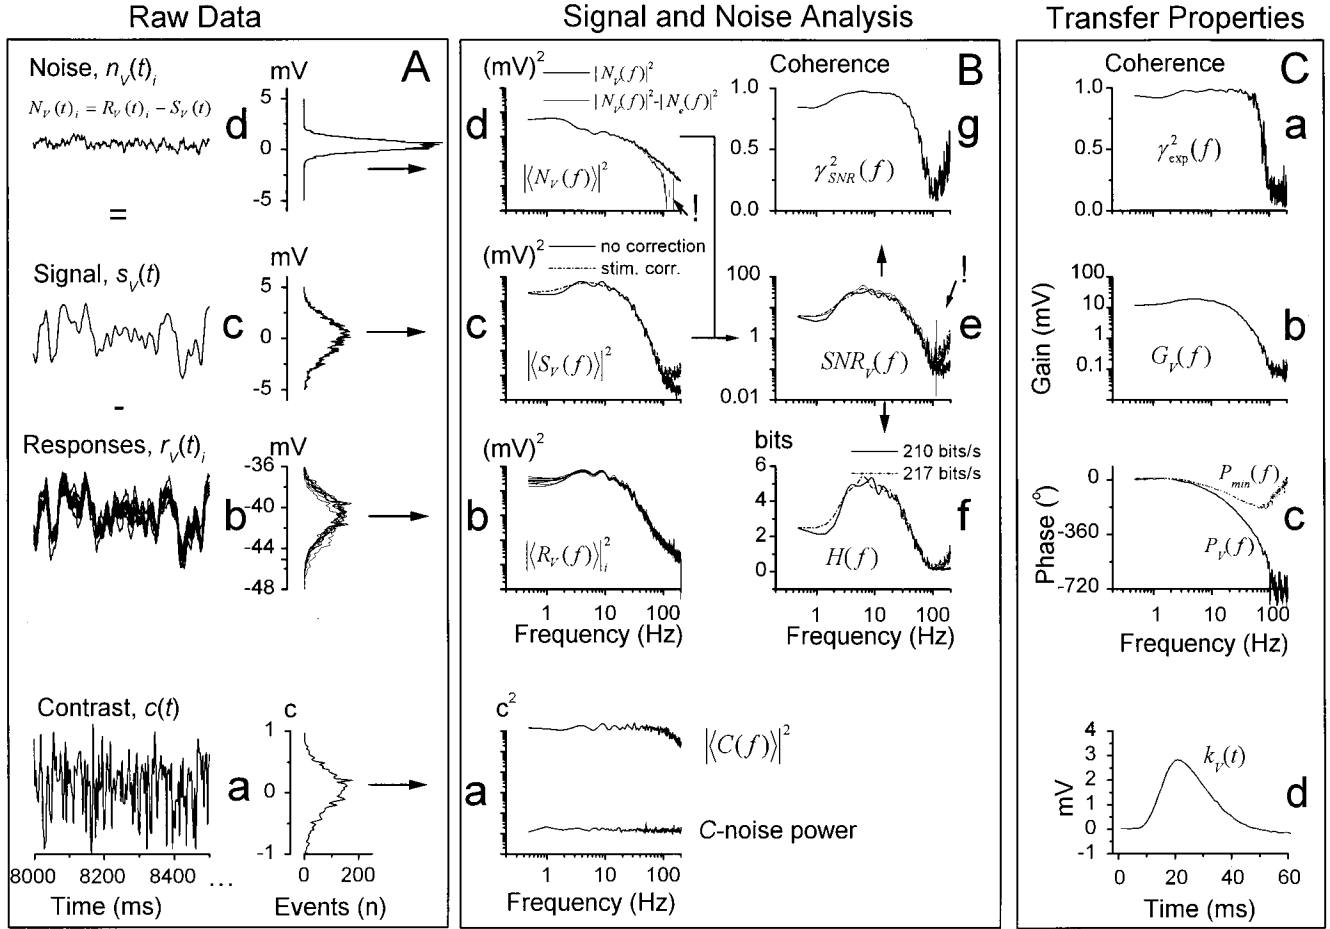 Raw Data
Signal and Noise Analysis
Transfer Properties
A
Noise, n_V(t)_i
N_V(t)_i = R_V(t)_i − S_V(t)
d
mV
5
0
-5
=
Signal, s_V(t)
c
mV
5
0
-5
-
Responses, r_V(t)_i
b
mV
-36
-40
-44
-48
Contrast, c(t)
a
c
1
0
-1
8000 8200 8400 ...
Time (ms)
0 200
Events (n)
B
(mV)²
|N_V(f)|²
|N_V(f)|²-|N_e(f)|²
d
|⟨N_V(f)⟩|²
!
(mV)²
no correction
stim. corr.
c
|⟨S_V(f)⟩|²
(mV)²
b
|⟨R_V(f)⟩|²_i
1 10 100
Frequency (Hz)
c²
|⟨C(f)⟩|²
a
C-noise power
1 10 100
Frequency (Hz)
Coherence
1.0
0.5
0.0
g
γ²_SNR(f)
100
10
1
0.1
0.01
!
e
SNR_V(f)
bits
6
4
2
0
210 bits/s
217 bits/s
f
H(f)
1 10 100
Frequency (Hz)
C
Coherence
1.0
0.5
0.0
a
γ²_exp(f)
Gain (mV)
100
10
1
0.1
b
G_V(f)
Phase (°)
0
-360
-720
P_min(f)
c
P_V(f)
1 10 100
Frequency (Hz)
mV
4
3
2
1
0
-1
k_V(t)
d
0 20 40 60
Time (ms)